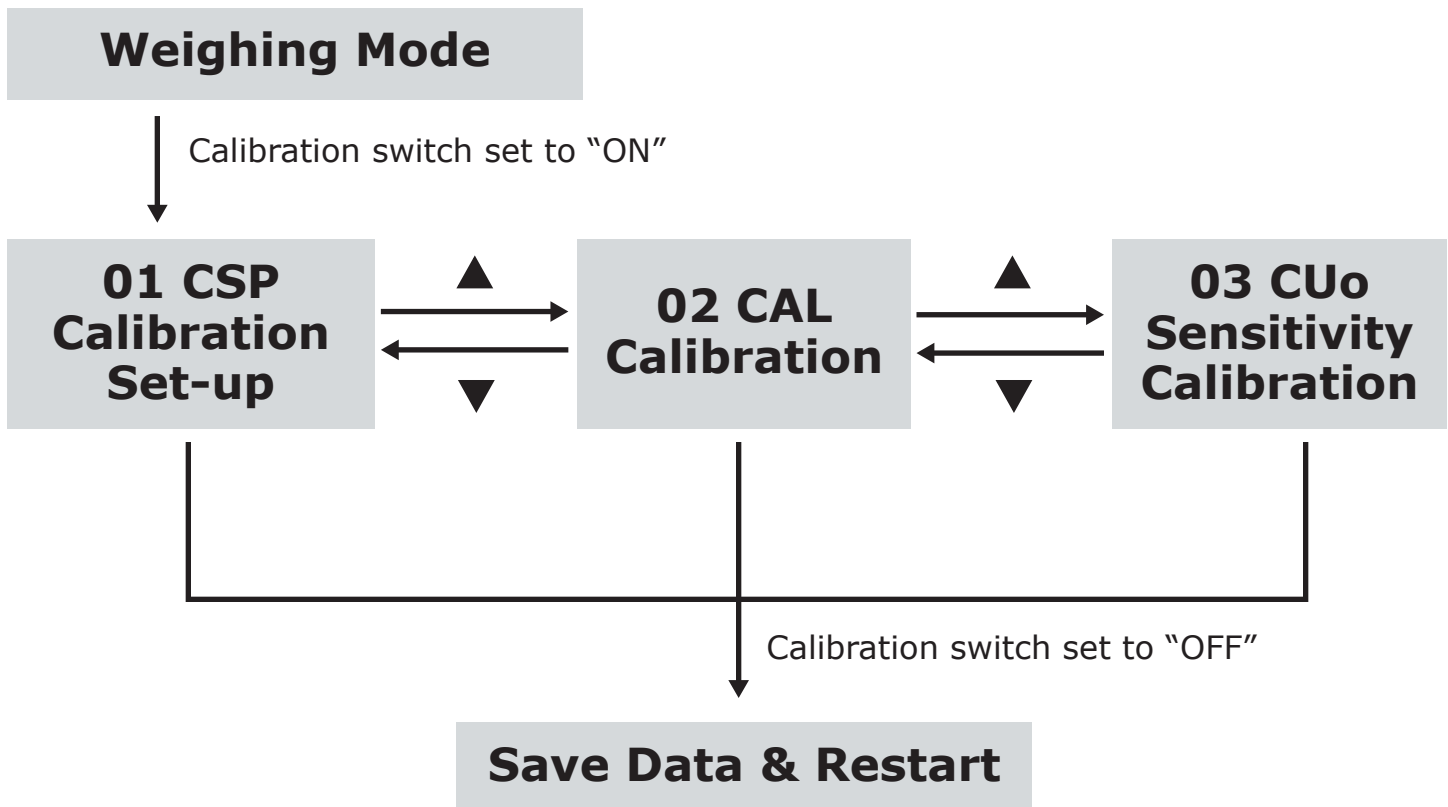 Weighing Mode
Calibration switch set to “ON”
01 CSP
Calibration
Set-up
02 CAL
Calibration
03 CUo
Sensitivity
Calibration
Calibration switch set to “OFF”
Save Data & Restart